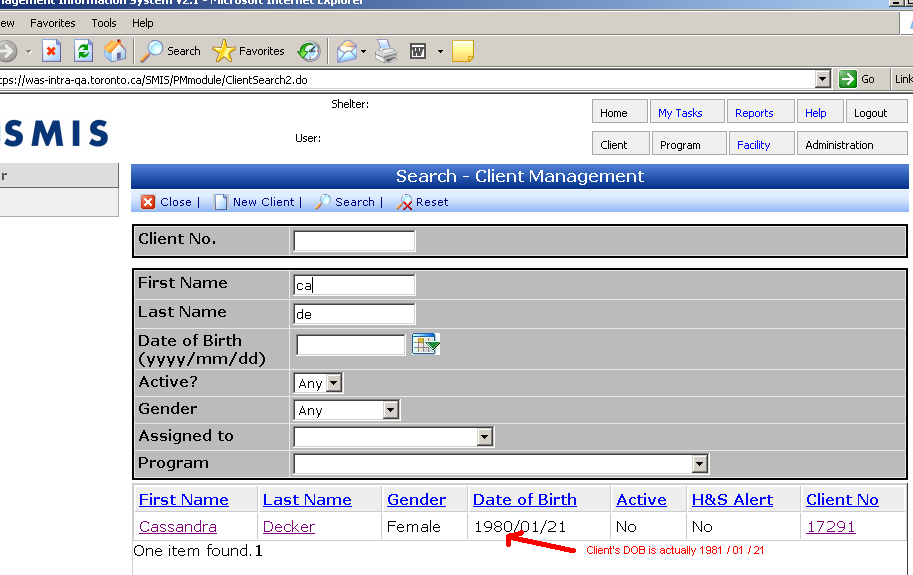 anagement Information System v2.1 - Microsoft Internet Explorer
ew Favorites Tools Help
Search Favorites
tps://was-intra-qa.toronto.ca/SMIS/PMmodule/ClientSearch2.do Go Link
Shelter:
Home My Tasks Reports Help Logout
SMIS
User:
Client Program Facility Administration
r
Search - Client Management
Close | New Client | Search | Reset
Client No.
First Name ca
Last Name de
Date of Birth
(yyyy/mm/dd)
Active? Any
Gender Any
Assigned to
Program
First Name Last Name Gender Date of Birth Active H&S Alert Client No
Cassandra Decker Female 1980/01/21 No No 17291
One item found.1
Client's DOB is actually 1981 / 01 / 21